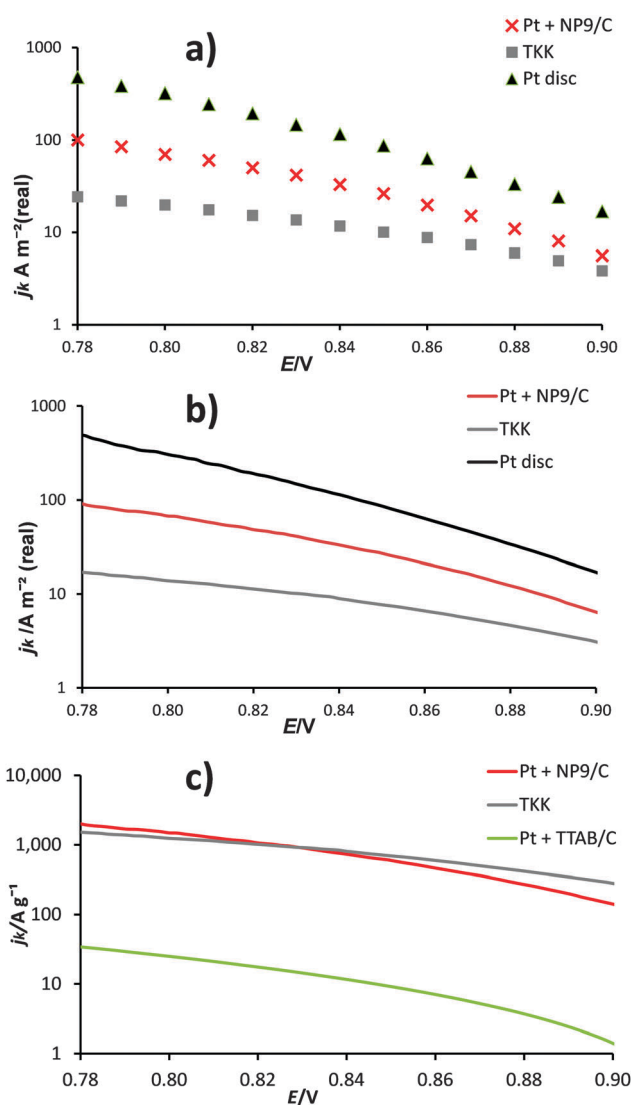 a)
Pt + NP9/C
TKK
Pt disc
1000
100
10
1
jk A m⁻²(real)
0.78 0.80 0.82 0.84 0.86 0.88 0.90
E/V
b)
Pt + NP9/C
TKK
Pt disc
1000
100
10
1
jk /A m⁻² (real)
0.78 0.80 0.82 0.84 0.86 0.88 0.90
E/V
c)
Pt + NP9/C
TKK
Pt + TTAB/C
10,000
1,000
100
10
1
jk/A g⁻¹
0.78 0.80 0.82 0.84 0.86 0.88 0.90
E/V